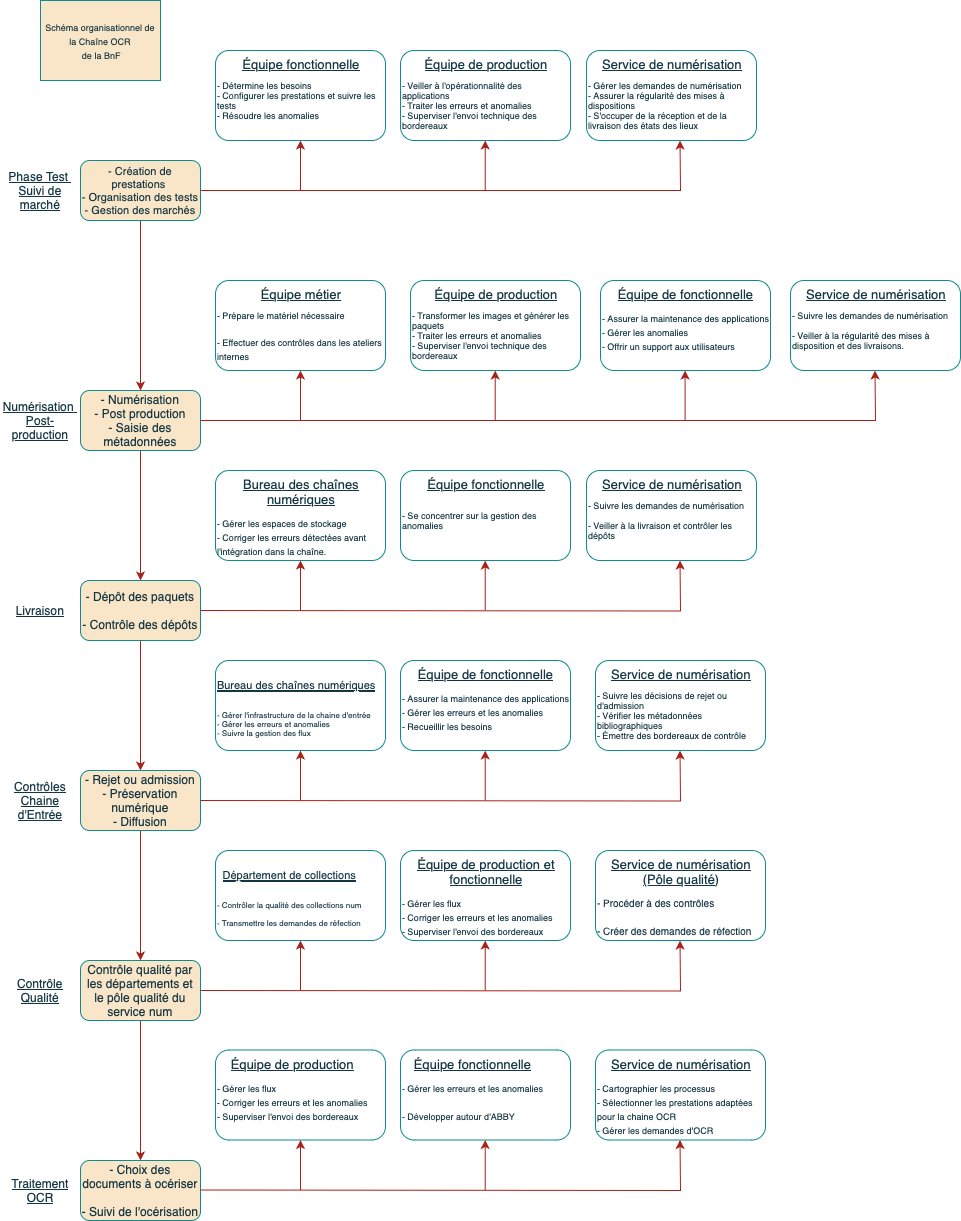 Schéma organisationnel de
la Chaîne OCR
de la BnF
Équipe fonctionnelle
- Détermine les besoins
- Configurer les prestations et suivre les
tests
- Résoudre les anomalies
Équipe de production
- Veiller à l'opérationnalité des
applications
- Traiter les erreurs et anomalies
- Superviser l'envoi technique des
bordereaux
Service de numérisation
- Gérer les demandes de numérisation
- Assurer la régularité des mises à
dispositions
- S'occuper de la réception et de la
livraison des états des lieux
Phase Test
Suivi de
marché
- Création de
prestations
- Organisation des tests
- Gestion des marchés
Équipe métier
- Prépare le matériel nécessaire
- Effectuer des contrôles dans les ateliers
internes
Équipe de production
- Transformer les images et générer les
paquets
- Traiter les erreurs et anomalies
- Superviser l'envoi technique des
bordereaux
Équipe de fonctionnelle
- Assurer la maintenance des applications
- Gérer les anomalies
- Offrir un support aux utilisateurs
Service de numérisation
- Suivre les demandes de numérisation
- Veiller à la régularité des mises à
disposition et des livraisons.
Numérisation
Post-
production
- Numérisation
- Post production
- Saisie des
métadonnées
Bureau des chaînes
numériques
- Gérer les espaces de stockage
- Corriger les erreurs détectées avant
l'intégration dans la chaîne.
Équipe fonctionnelle
- Se concentrer sur la gestion des
anomalies
Service de numérisation
- Suivre les demandes de numérisation
- Veiller à la livraison et contrôler les
dépôts
Livraison
- Dépôt des paquets
- Contrôle des dépôts
Bureau des chaînes numériques
- Gérer l'infrastructure de la chaine d'entrée
- Gérer les erreurs et anomalies
- Suivre la gestion des flux
Équipe de fonctionnelle
- Assurer la maintenance des applications
- Gérer les erreurs et les anomalies
- Recueillir les besoins
Service de numérisation
- Suivre les décisions de rejet ou
d'admission
- Vérifier les métadonnées
bibliographiques
- Émettre des bordereaux de contrôle
Contrôles
Chaine
d'Entrée
- Rejet ou admission
- Préservation
numérique
- Diffusion
Département de collections
- Contrôler la qualité des collections num
- Transmettre les demandes de réfection
Équipe de production et
fonctionnelle
- Gérer les flux
- Corriger les erreurs et les anomalies
- Superviser l'envoi des bordereaux
Service de numérisation
(Pôle qualité)
- Procéder à des contrôles
- Créer des demandes de réfection
Contrôle
Qualité
Contrôle qualité par
les départements et
le pôle qualité du
service num
Équipe de production
- Gérer les flux
- Corriger les erreurs et les anomalies
- Superviser l'envoi des bordereaux
Équipe fonctionnelle
- Gérer les erreurs et les anomalies
- Développer autour d'ABBY
Service de numérisation
- Cartographier les processus
- Sélectionner les prestations adaptées
pour la chaine OCR
- Gérer les demandes d'OCR
Traitement
OCR
- Choix des
documents à océriser
- Suivi de l'océrisation